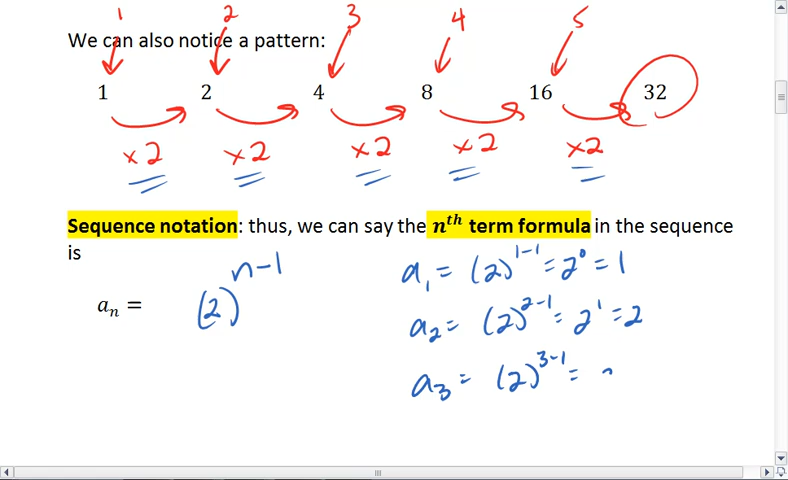 1 2 3 4 5
We can also notice a pattern:
1 2 4 8 16 32
×2 ×2 ×2 ×2 ×2
Sequence notation: thus, we can say the nᵗʰ term formula in the sequence
is
aₙ = (2)ⁿ⁻¹
a₁ = (2)¹⁻¹ = 2⁰ = 1
a₂ = (2)²⁻¹ = 2¹ = 2
a₃ = (2)³⁻¹ =